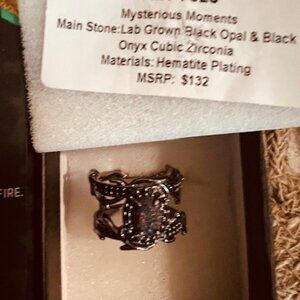 Mysterious Moments
Main Stone:Lab Grown Black Opal & Black
Onyx Cubic Zirconia
Materials: Hematite Plating
MSRP: $132
FIRE.